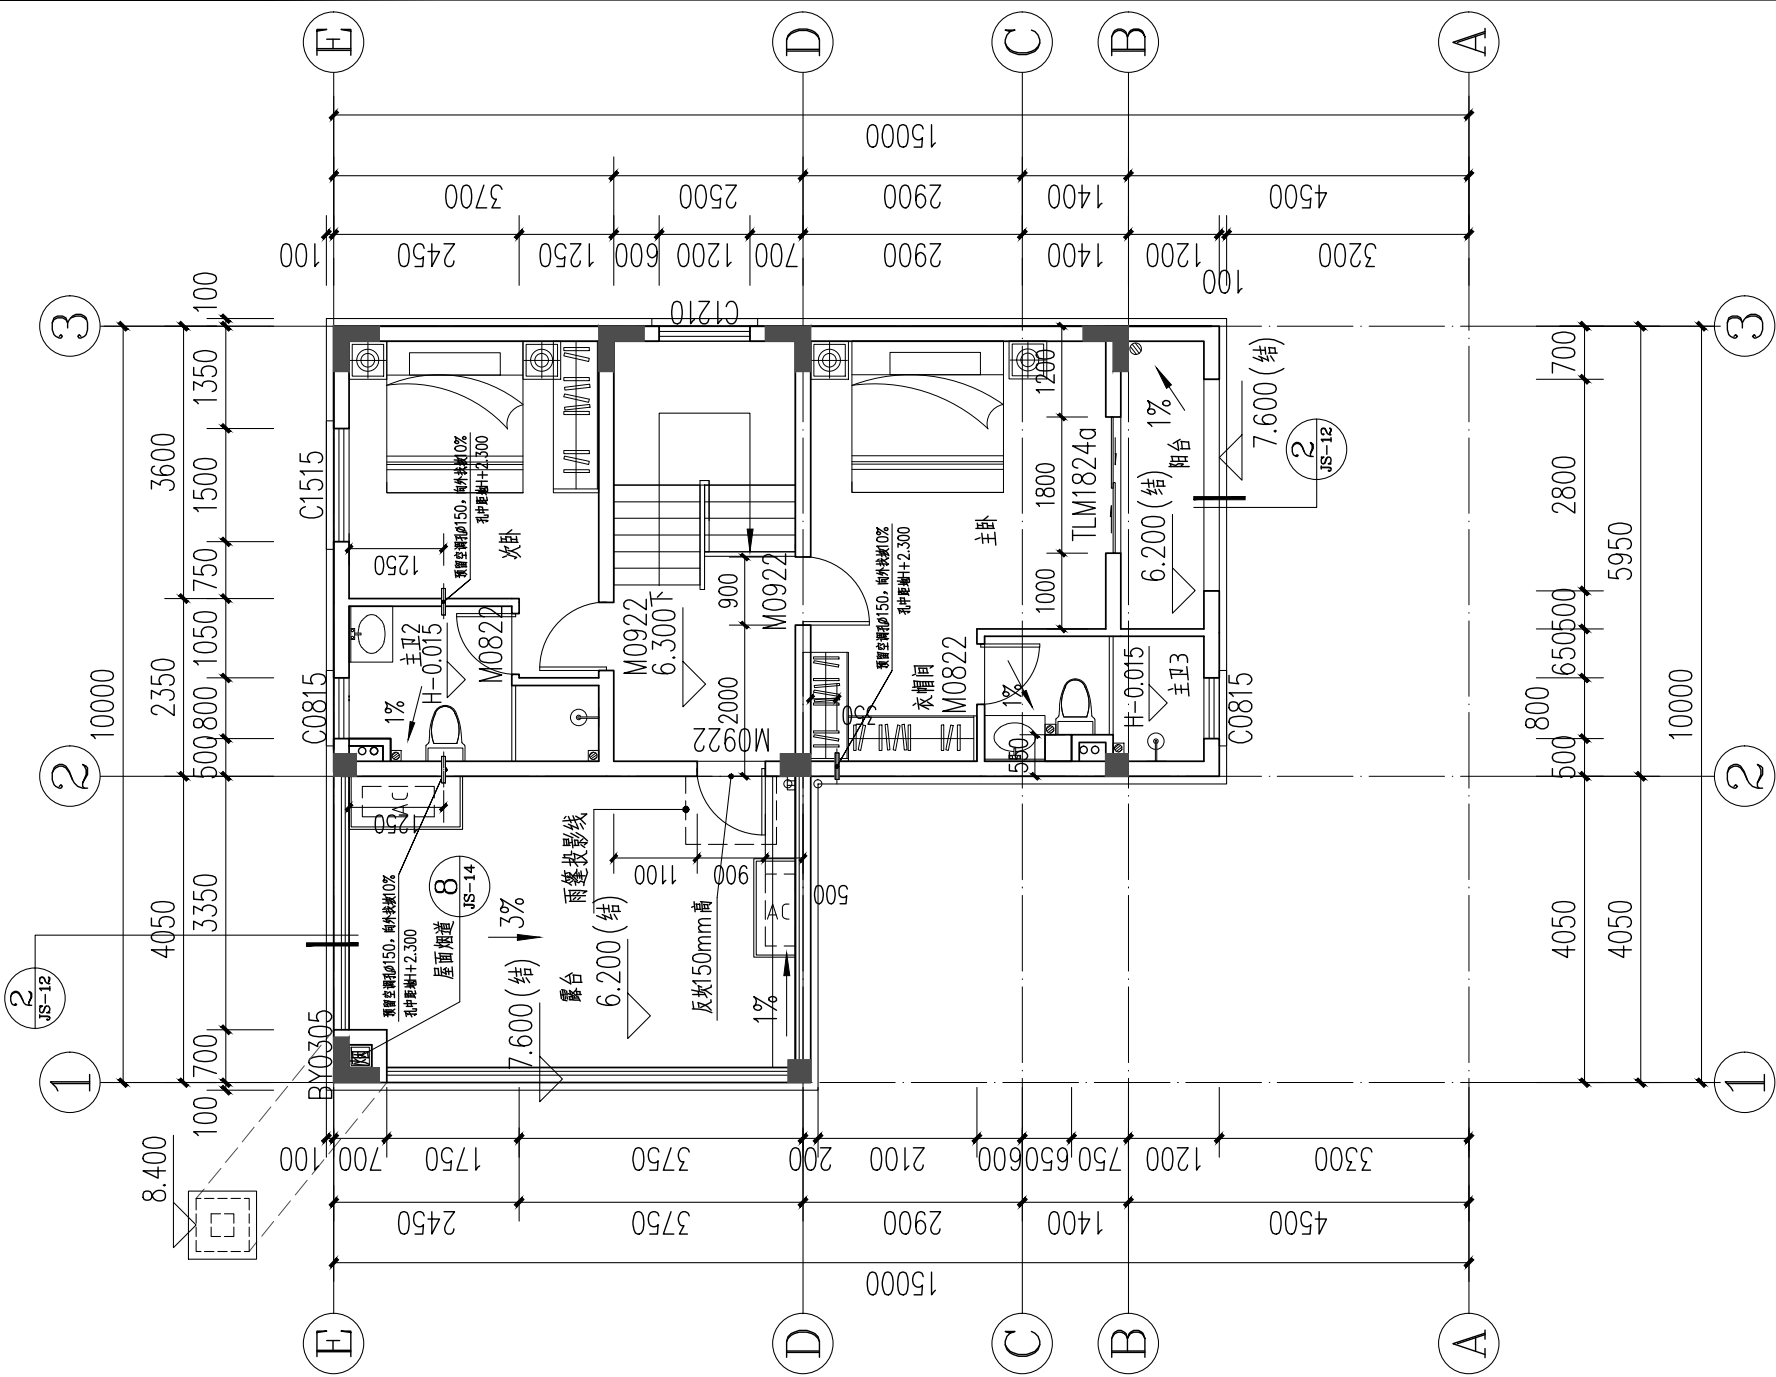 E
D
C
B
A
15000
3700
2500
2900
1400
4500
100
2450
1250
600
1200
700
2900
1400
1200
100
3200
3
2
1
10000
3600
2350
4050
100
1350
1500
750
1050
800
500
3350
700
100
C1515
C0815
BY0305
C1210
1250
预留空调孔Ø150，向外找坡10%
孔中距地H+2.300
次卧
主卫2
H-0.015
M0822
1%
M0922
6.300
下
900
M0922
2000
M0922
1200
1800
1000
TLM1824a
主卧
预留空调孔Ø150，向外找坡10%
孔中距地H+2.300
衣帽间
M0822
350
550
1%
H-0.015
主卫3
C0815
阳台
1%
6.200(结)
7.600(结)
2
JS-12
AC
1250
预留空调孔Ø150，向外找坡10%
孔中距地H+2.300
8
JS-14
屋面烟道
烟
3%
雨篷投影线
露台
6.200(结)
7.600(结)
1100
900
500
反坎150mm高
AC
1%
2
JS-12
8.400
700
2800
500
650
800
500
4050
5950
4050
10000
3
2
1
100
700
1750
3750
200
2100
600
650
750
1200
3300
2450
3750
2900
1400
4500
15000
E
D
C
B
A